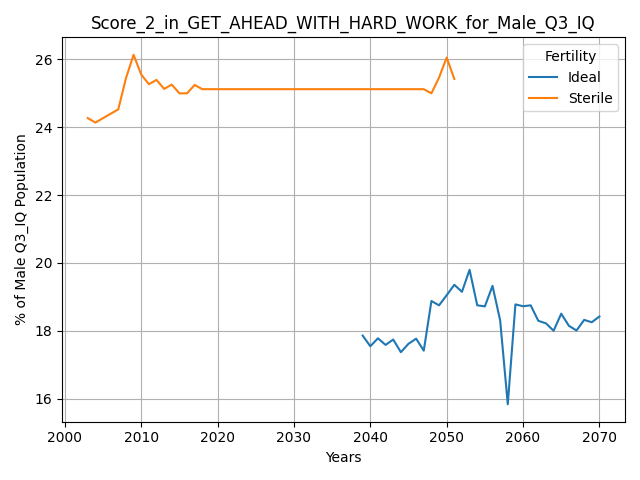 Score_2_in_GET_AHEAD_WITH_HARD_WORK_for_Male_Q3_IQ
Fertility
Ideal
Sterile
% of Male Q3_IQ Population
26
24
22
20
18
16
2000 2010 2020 2030 2040 2050 2060 2070
Years